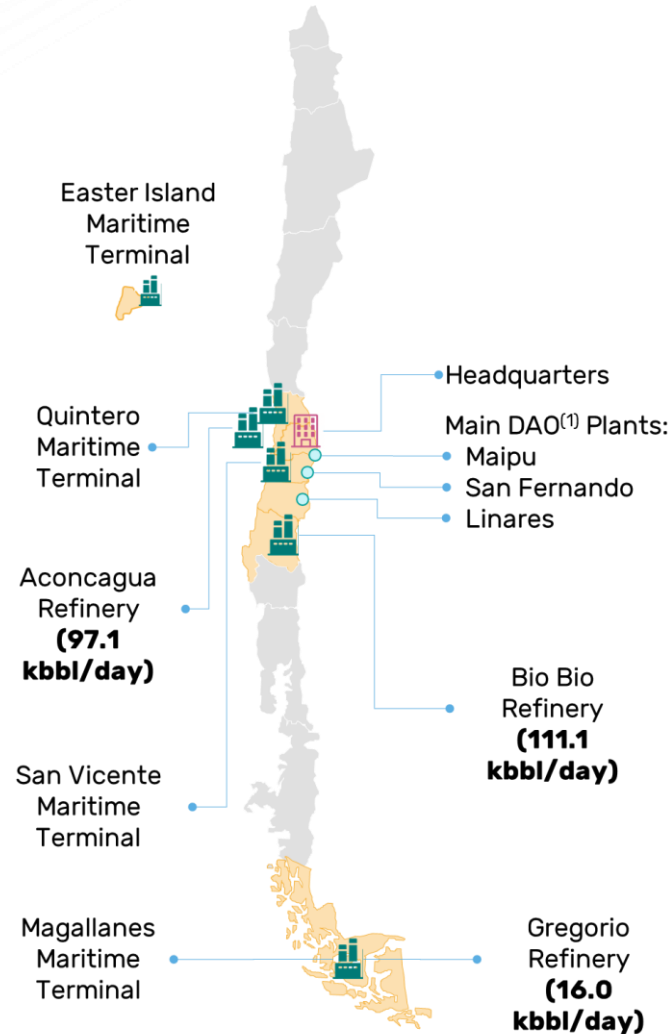 Easter Island
Maritime
Terminal
Quintero
Maritime
Terminal
Headquarters
Main DAO(1) Plants:
Maipu
San Fernando
Linares
Aconcagua
Refinery
(97.1
kbbl/day)
Bio Bio
Refinery
(111.1
kbbl/day)
San Vicente
Maritime
Terminal
Magallanes
Maritime
Terminal
Gregorio
Refinery
(16.0
kbbl/day)